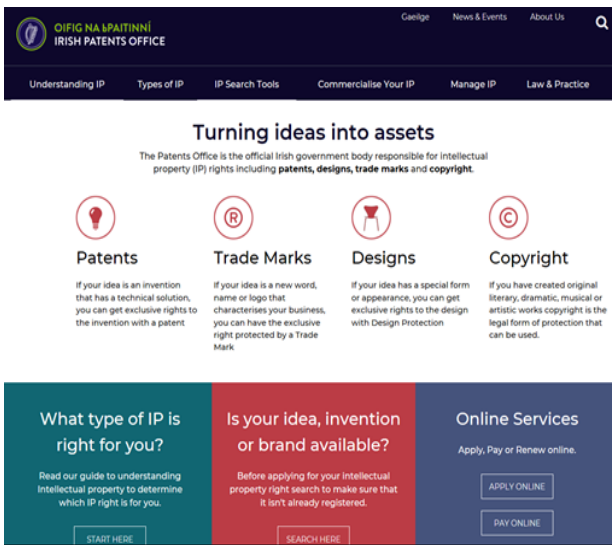 Gaeilge News & Events About Us
OIFIG NA bPAITINNÍ
IRISH PATENTS OFFICE
Understanding IP Types of IP IP Search Tools Commercialise Your IP Manage IP Law & Practice
Turning ideas into assets
The Patents Office is the official Irish government body responsible for intellectual
property (IP) rights including patents, designs, trade marks and copyright.
®
©
Patents
If your idea is an invention
that has a technical solution,
you can get exclusive rights to
the invention with a patent
Trade Marks
If your idea is a new word,
name or logo that
characterises your business,
you can have the exclusive
right protected by a Trade
Mark
Designs
If your idea has a special form
or appearance, you can get
exclusive rights to the design
with Design Protection
Copyright
If you have created original
literary, dramatic, musical or
artistic works copyright is the
legal form of protection that
can be used.
What type of IP is
right for you?
Read our guide to understanding
Intellectual property to determine
which IP right is for you.
START HERE
Is your idea, invention
or brand available?
Before applying for your intellectual
property right search to make sure that
it isn't already registered.
SEARCH HERE
Online Services
Apply, Pay or Renew online.
APPLY ONLINE
PAY ONLINE